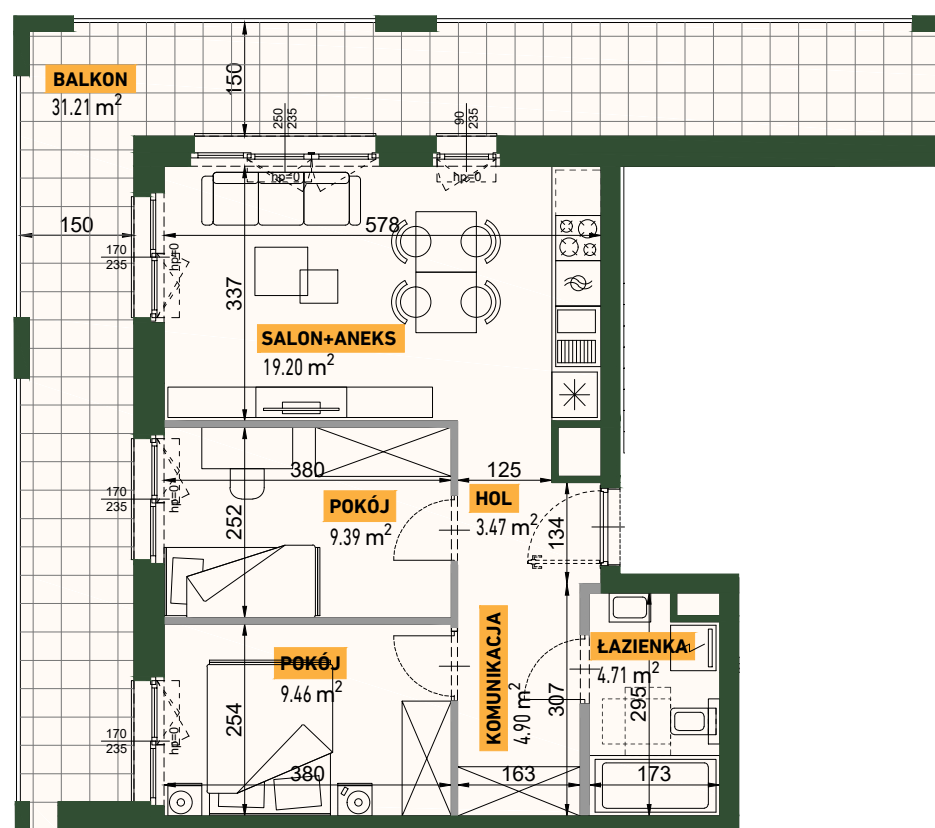 BALKON
31.21 m²
150
250
235
90
235
hp=0
hp=0
150
578
170
235
hp=0
337
SALON+ANEKS
19.20 m²
380
125
170
235
hp=0
252
POKÓJ
9.39 m²
HOL
3.47 m²
134
POKÓJ
9.46 m²
KOMUNIKACJA
4.90 m²
ŁAZIENKA
4.71 m²
307
295
254
170
235
hp=0
380
163
173